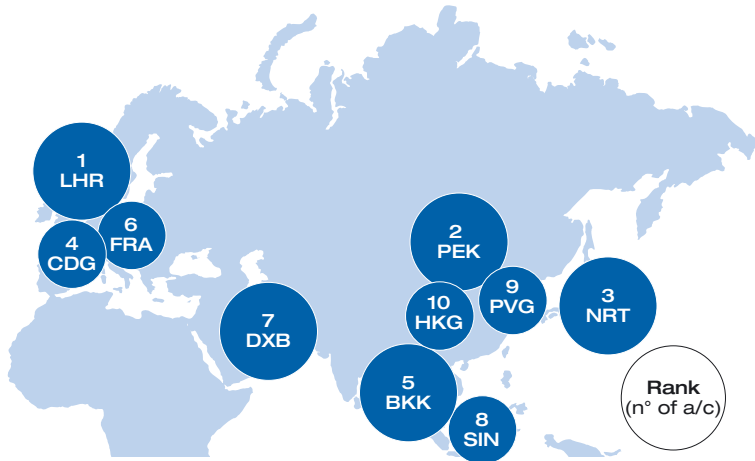 1
LHR
6
FRA
4
CDG
2
PEK
9
PVG
10
HKG
3
NRT
7
DXB
5
BKK
8
SIN
Rank
(n° of a/c)